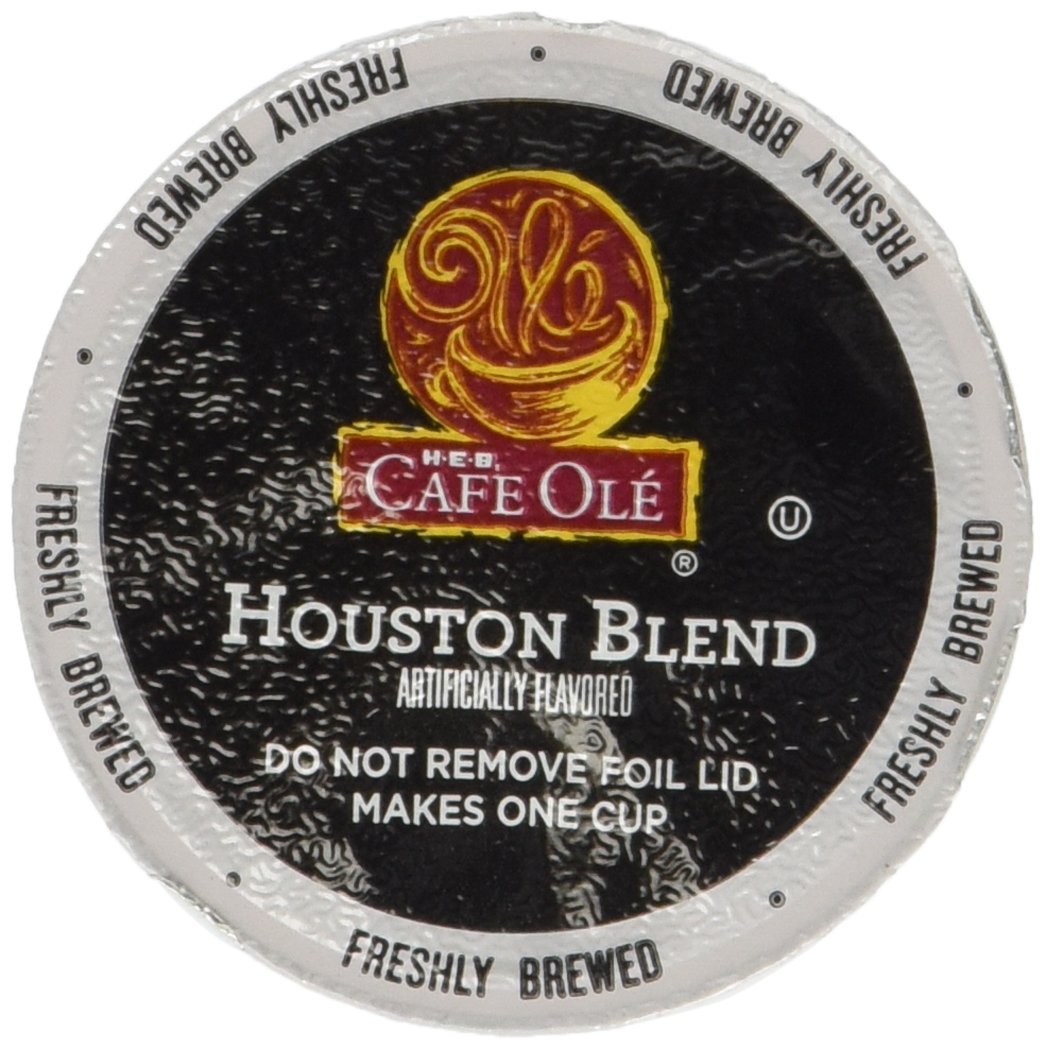 Olé
H-E-B
CAFE OLÉ
®
U
HOUSTON BLEND
ARTIFICIALLY FLAVORED
DO NOT REMOVE FOIL LID
MAKES ONE CUP
FRESHLY BREWED
FRESHLY BREWED
FRESHLY BREWED
FRESHLY BREWED
FRESHLY BREWED